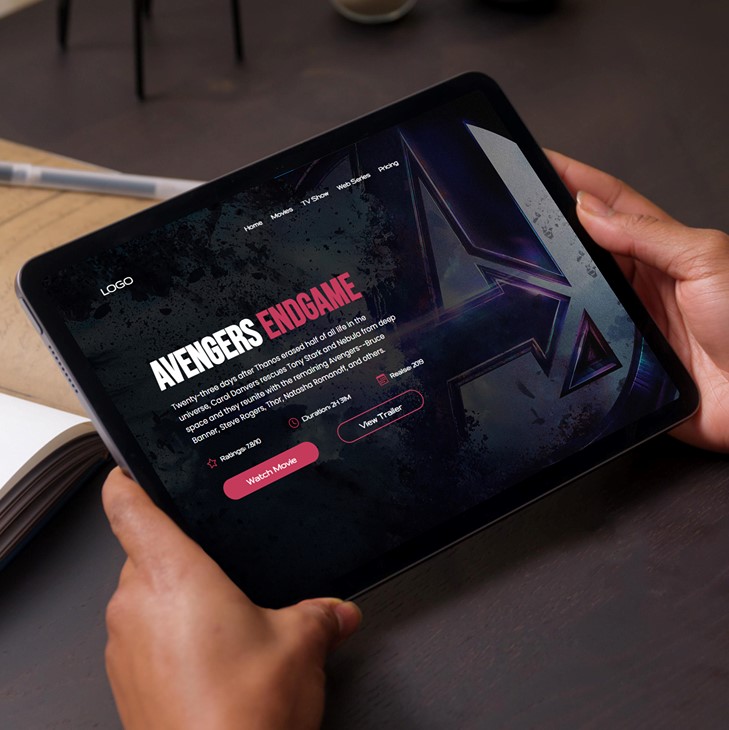 Home Movies TV Show Web Series Pricing
LOGO
AVENGERS ENDGAME
Twenty-three days after Thanos erased half of all life in the
universe, Carol Danvers rescues Tony Stark and Nebula from deep
space and they reunite with the remaining Avengers--Bruce
Banner, Steve Rogers, Thor, Natasha Romanoff, and others.
Ratings: 7.8/10 Duration: 2H, 31M Realse: 2019
Watch Movie View Trailer